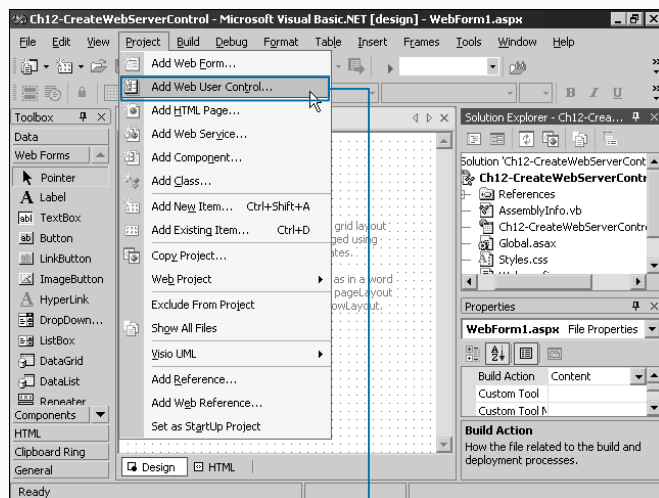 Ch12-CreateWebServerControl - Microsoft Visual Basic.NET [design] - WebForm1.aspx
File Edit View Project Build Debug Format Table Insert Frames Tools Window Help
Add Web Form...
Add Web User Control...
Add HTML Page...
Add Web Service...
Add Component...
Add Class...
Add New Item... Ctrl+Shift+A
Add Existing Item... Ctrl+D
Copy Project...
Web Project
Exclude From Project
Show All Files
Visio UML
Add Reference...
Add Web Reference...
Set as StartUp Project
B I U
Toolbox
Data
Web Forms
Pointer
Label
TextBox
Button
LinkButton
ImageButton
HyperLink
DropDown...
ListBox
DataGrid
DataList
Repeater
Components
HTML
Clipboard Ring
General
grid layout
ged using
ates.
as in a word
pageLayout
owLayout.
Design HTML
Solution Explorer - Ch12-Crea...
Solution 'Ch12-CreateWebServerCont
Ch12-CreateWebServerContr
References
AssemblyInfo.vb
Ch12-CreateWebServerContr
Global.asax
Styles.css
Properties
WebForm1.aspx File Properties
Build Action Content
Custom Tool
Custom Tool N
Build Action
How the file related to the build and
deployment processes.
Ready